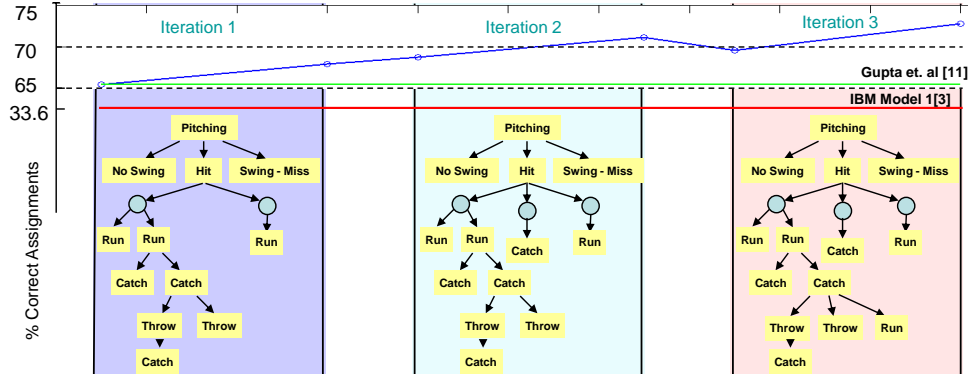 75
Iteration 1
Iteration 2
Iteration 3
70
Gupta et. al [11]
65
IBM Model 1[3]
33.6
% Correct Assignments
Pitching
No Swing Hit Swing - Miss
Run Run Run
Catch Catch
Throw Throw
Catch
Pitching
No Swing Hit Swing - Miss
Run Run Catch Run
Catch Catch
Throw Throw
Catch
Pitching
No Swing Hit Swing - Miss
Run Run Catch Run
Catch Catch
Throw Throw Run
Catch